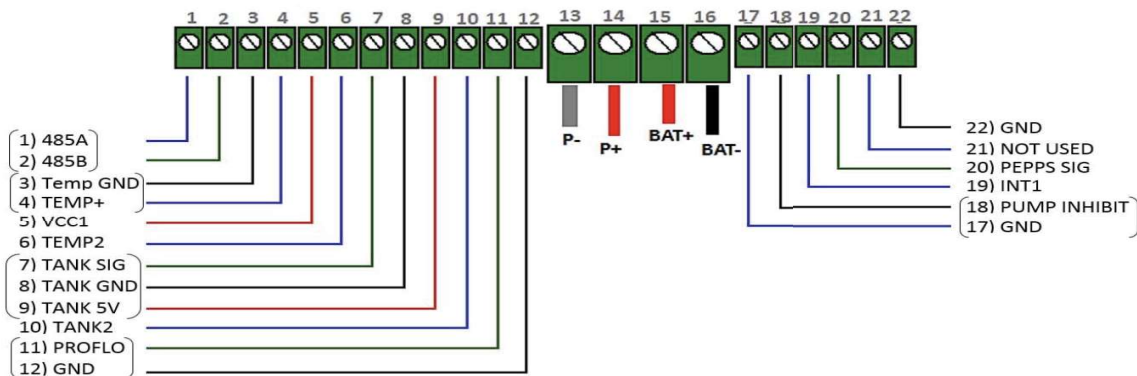 1 2 3 4 5 6 7 8 9 10 11 12 13 14 15 16 17 18 19 20 21 22
P- P+ BAT+ BAT-
1) 485A
2) 485B
3) Temp GND
4) TEMP+
5) VCC1
6) TEMP2
7) TANK SIG
8) TANK GND
9) TANK 5V
10) TANK2
11) PROFLO
12) GND
22) GND
21) NOT USED
20) PEPPS SIG
19) INT1
18) PUMP INHIBIT
17) GND